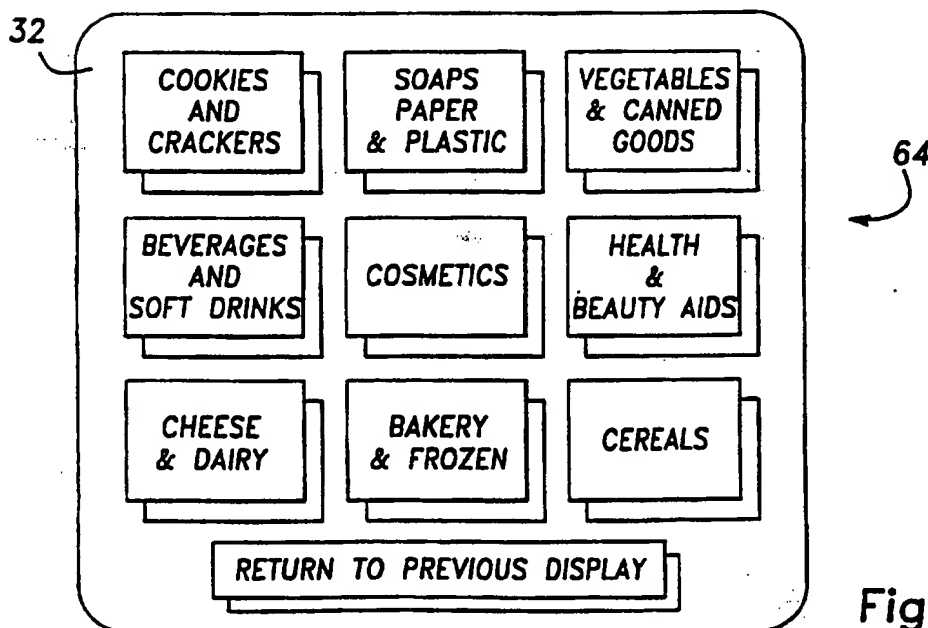 32
COOKIES
AND
CRACKERS
SOAPS
PAPER
& PLASTIC
VEGETABLES
& CANNED
GOODS
64
BEVERAGES
AND
SOFT DRINKS
COSMETICS
HEALTH
&
BEAUTY AIDS
CHEESE
& DAIRY
BAKERY
& FROZEN
CEREALS
RETURN TO PREVIOUS DISPLAY
Fig